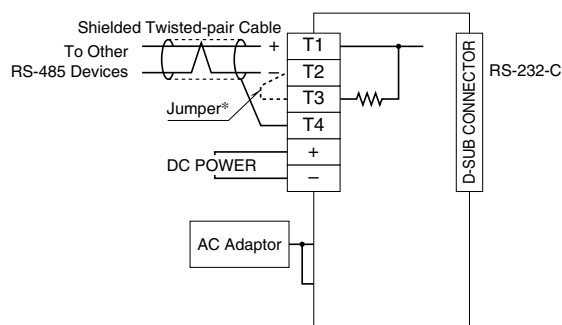 Shielded Twisted-pair Cable
To Other
RS-485 Devices
+
–
Jumper*
T1
T2
T3
T4
+
–
DC POWER
AC Adaptor
D-SUB CONNECTOR
RS-232-C